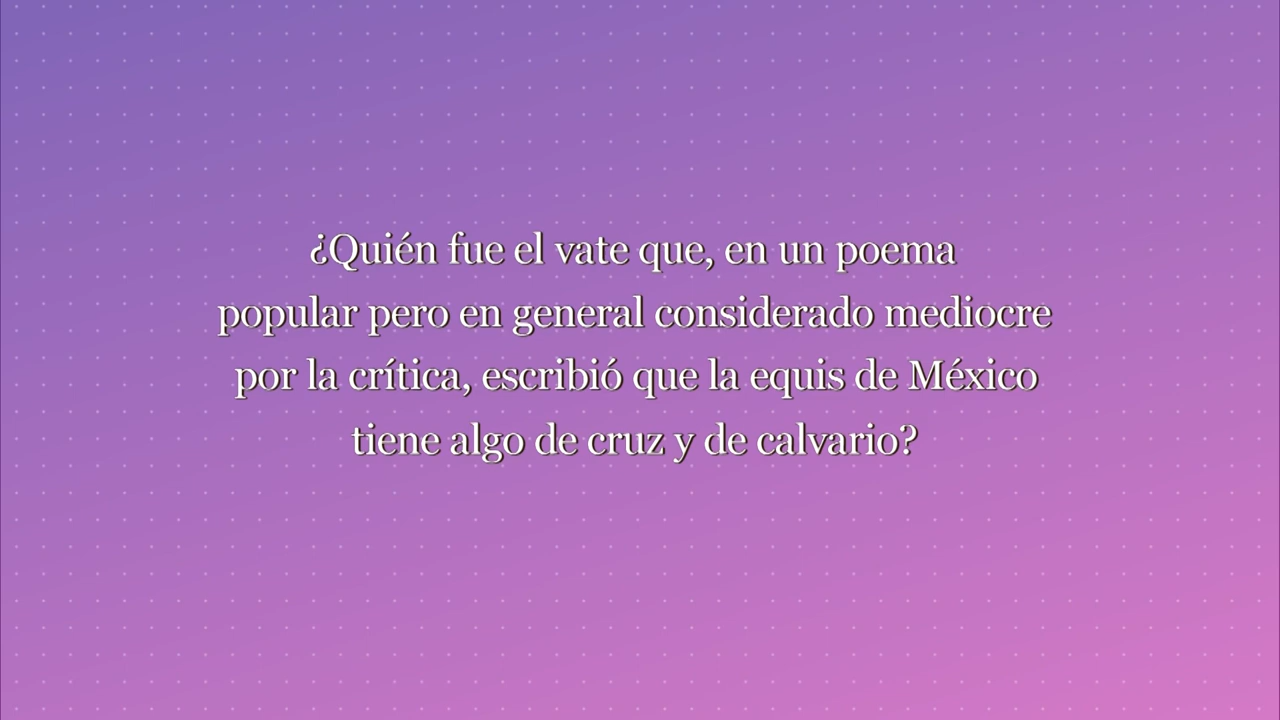 ¿Quién fue el vate que, en un poema
popular pero en general considerado mediocre
por la crítica, escribió que la equis de México
tiene algo de cruz y de calvario?